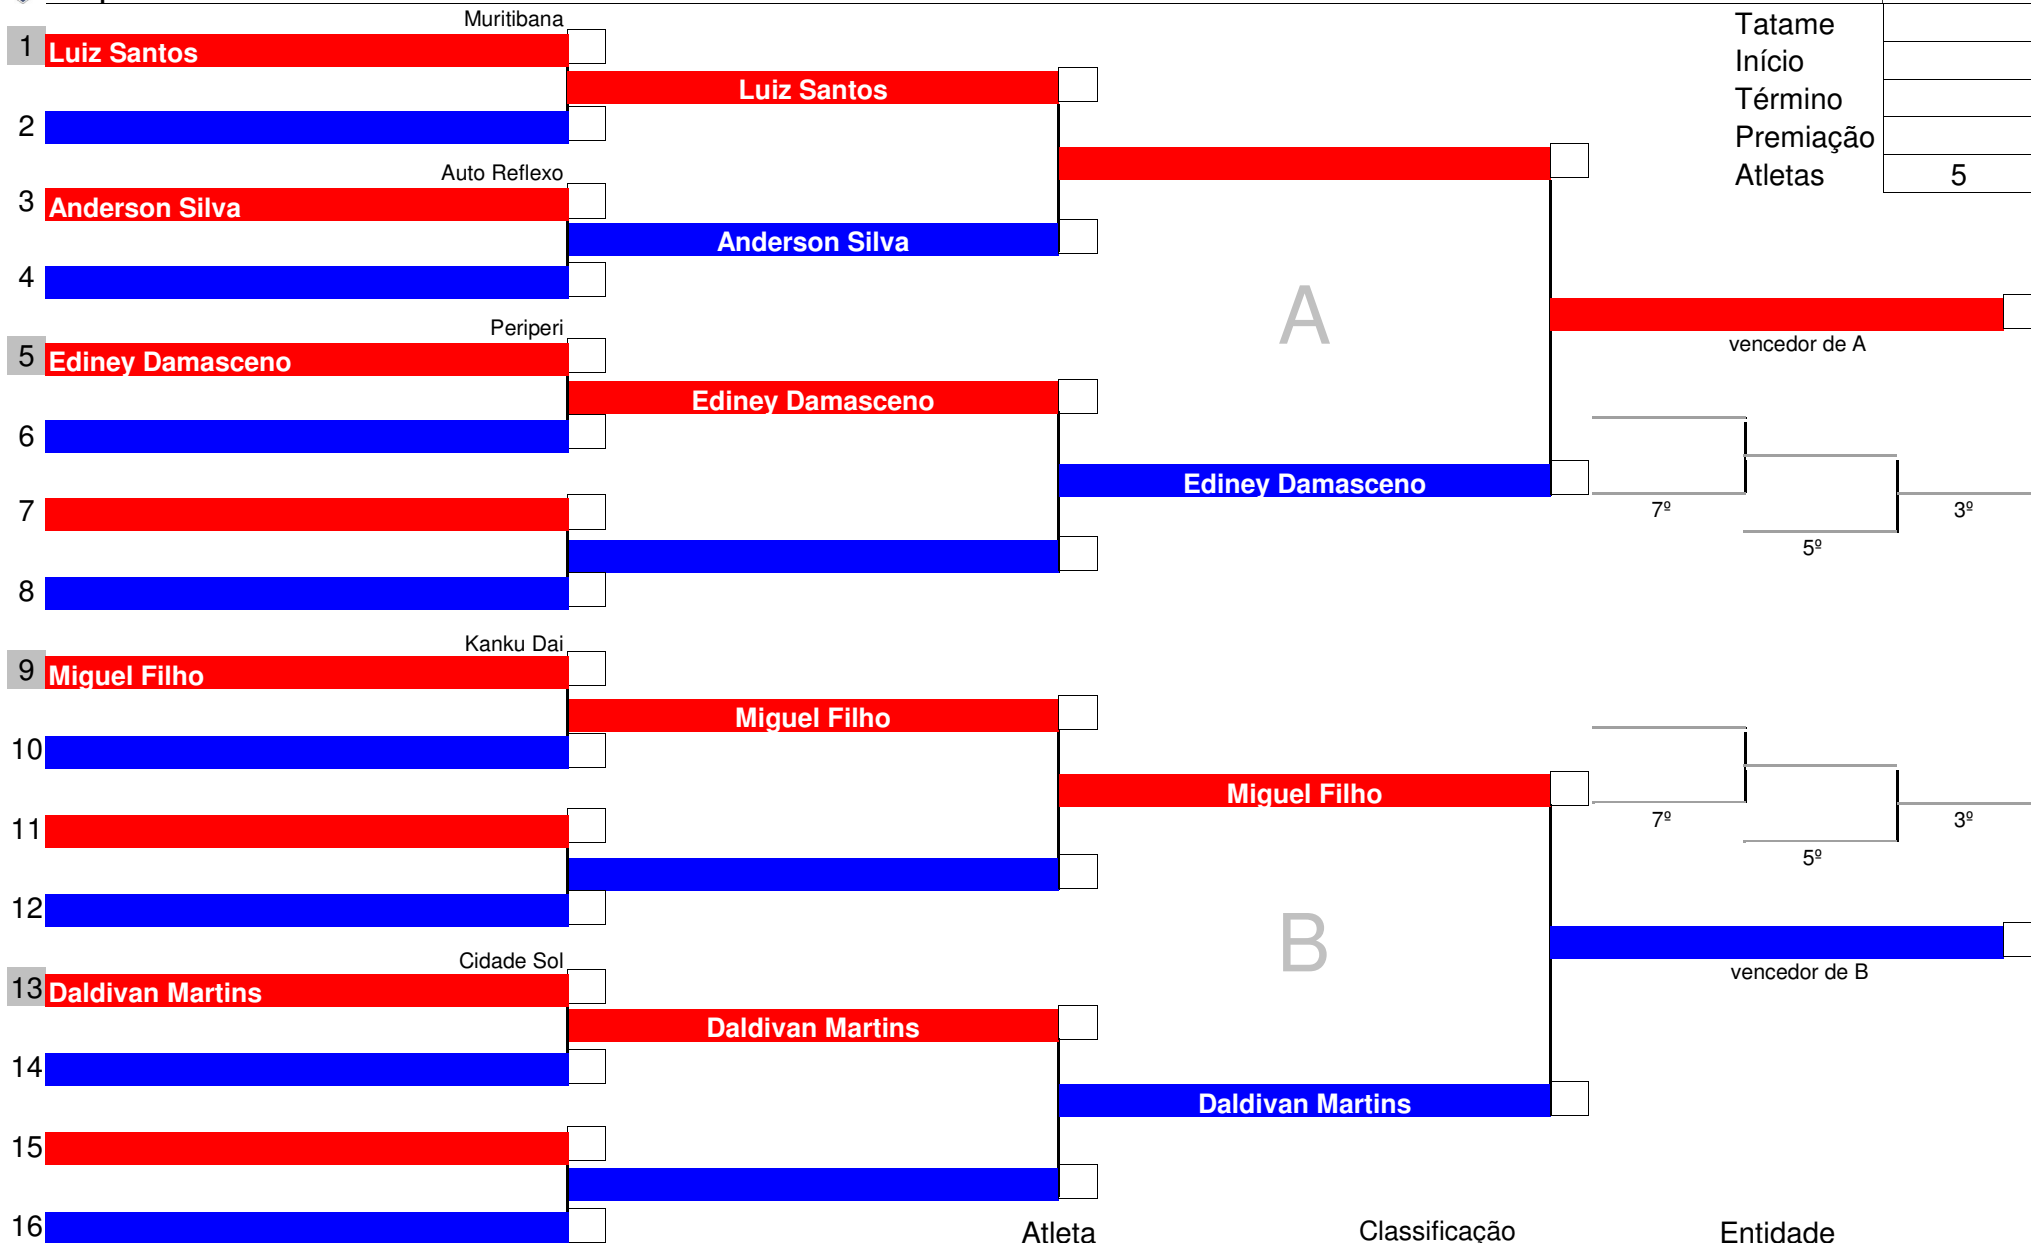 Muritibana
Tatame
1 Luiz Santos
Início
Luiz Santos
Término
2
Premiação
Auto Reflexo
Atletas 5
3 Anderson Silva
Anderson Silva
4
A
Periperi
vencedor de A
5 Ediney Damasceno
Ediney Damasceno
6
Ediney Damasceno
7
7º 3º
5º
8
Kanku Dai
9 Miguel Filho
Miguel Filho
10
Miguel Filho
11
7º 3º
5º
12
B
Cidade Sol
vencedor de B
13 Daldivan Martins
Daldivan Martins
14
Daldivan Martins
15
16
Atleta Classificação Entidade